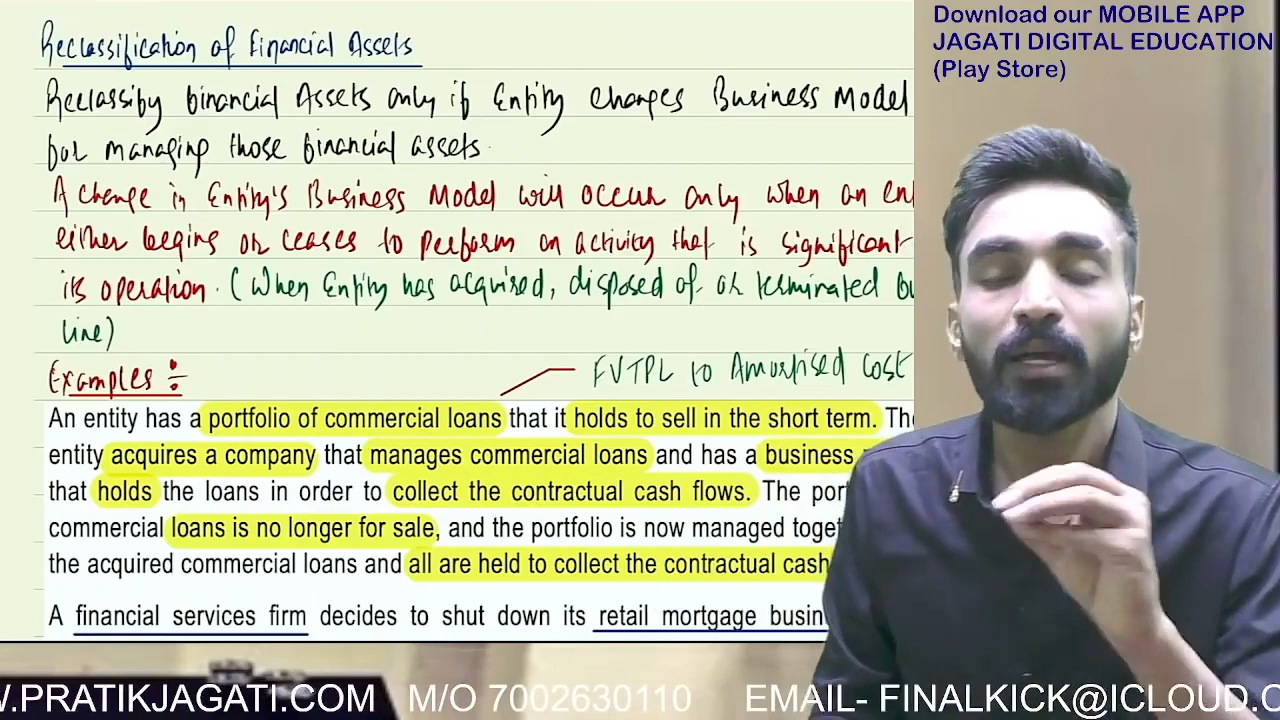 Reclassification of Financial Assets
Reclassify financial Assets only if Entity changes Business Model
for managing those financial assets.
A change in Entity's Business Model will occur only when an en
either begins or ceases to perform an activity that is significant
its operation. (When Entity has acquired, disposed of or terminated bu
line)
Examples :-
FVTPL to Amortised cost
An entity has a portfolio of commercial loans that it holds to sell in the short term. The
entity acquires a company that manages commercial loans and has a business
that holds the loans in order to collect the contractual cash flows. The por
commercial loans is no longer for sale, and the portfolio is now managed toget
the acquired commercial loans and all are held to collect the contractual cash
A financial services firm decides to shut down its retail mortgage busin
Download our MOBILE APP
JAGATI DIGITAL EDUCATION
(Play Store)
W.PRATIKJAGATI.COM M/O 7002630110 EMAIL- FINALKICK@ICLOUD.C